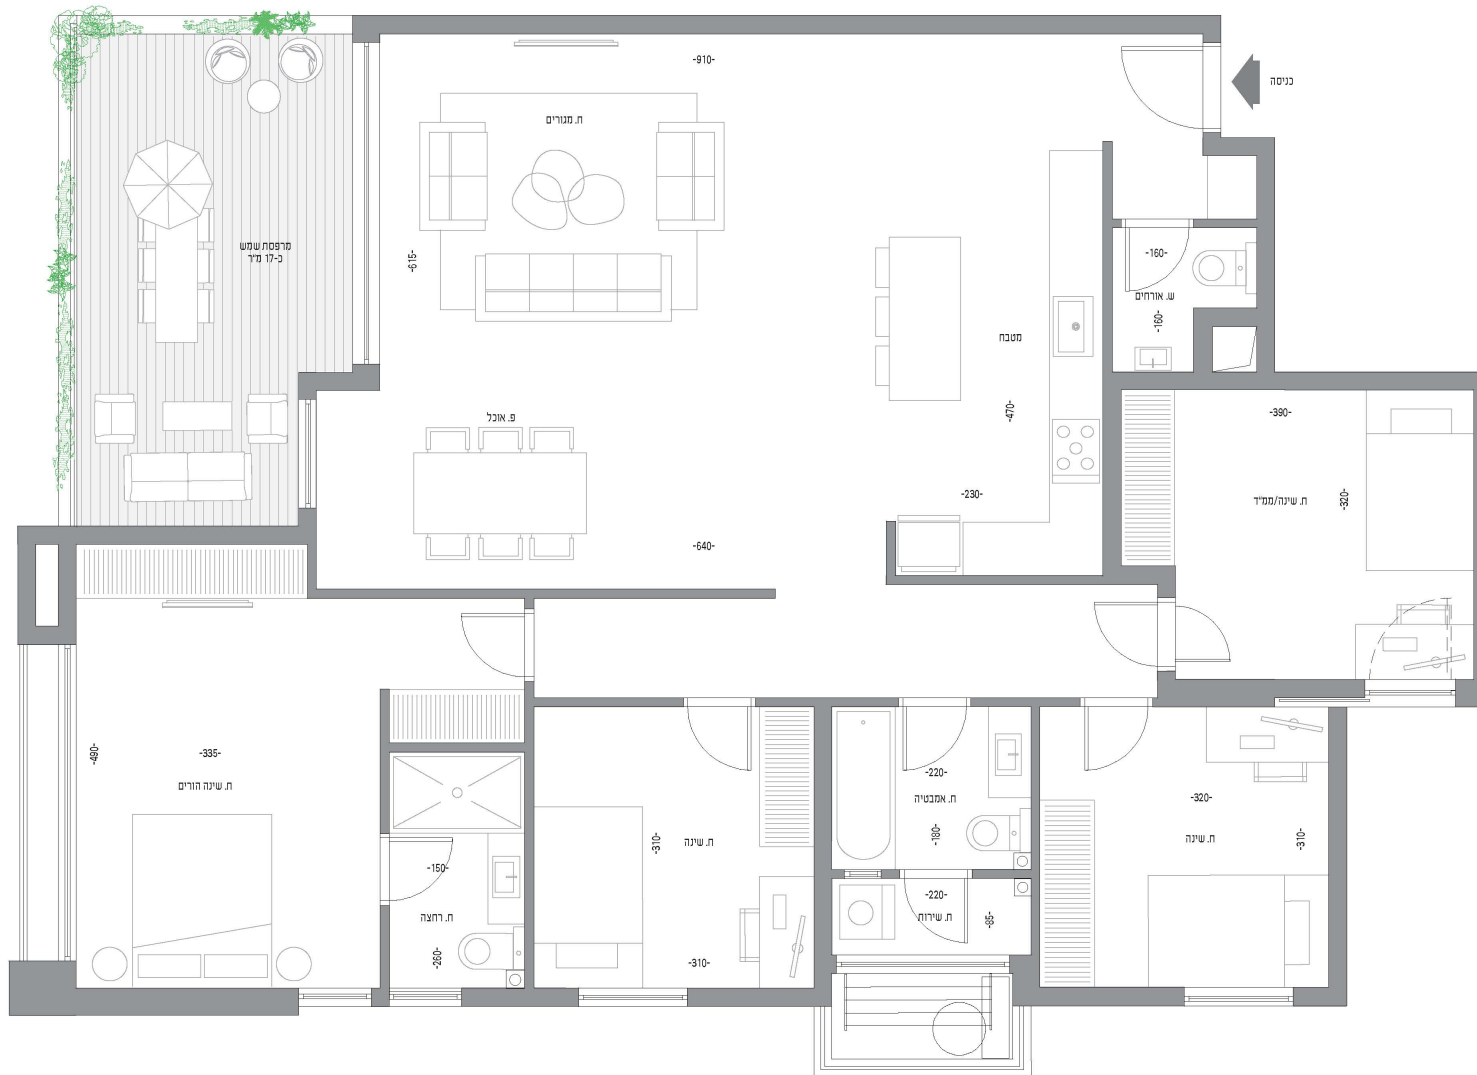 -910-
כניסה
ח. מגורים
-615-
מרפסת שמש
כ-17 מ"ר
-160-
ש. אורחים
-160-
מטבח
-470-
-230-
פ. אוכל
-640-
-390-
ח. שינה/ממ"ד
-320-
-490-
-335-
ח. שינה הורים
-150-
ח. רחצה
-260-
-310-
ח. שינה
-310-
-220-
ח. אמבטיה
-180-
-220-
ח. שירות
-85-
-320-
ח. שינה
-310-